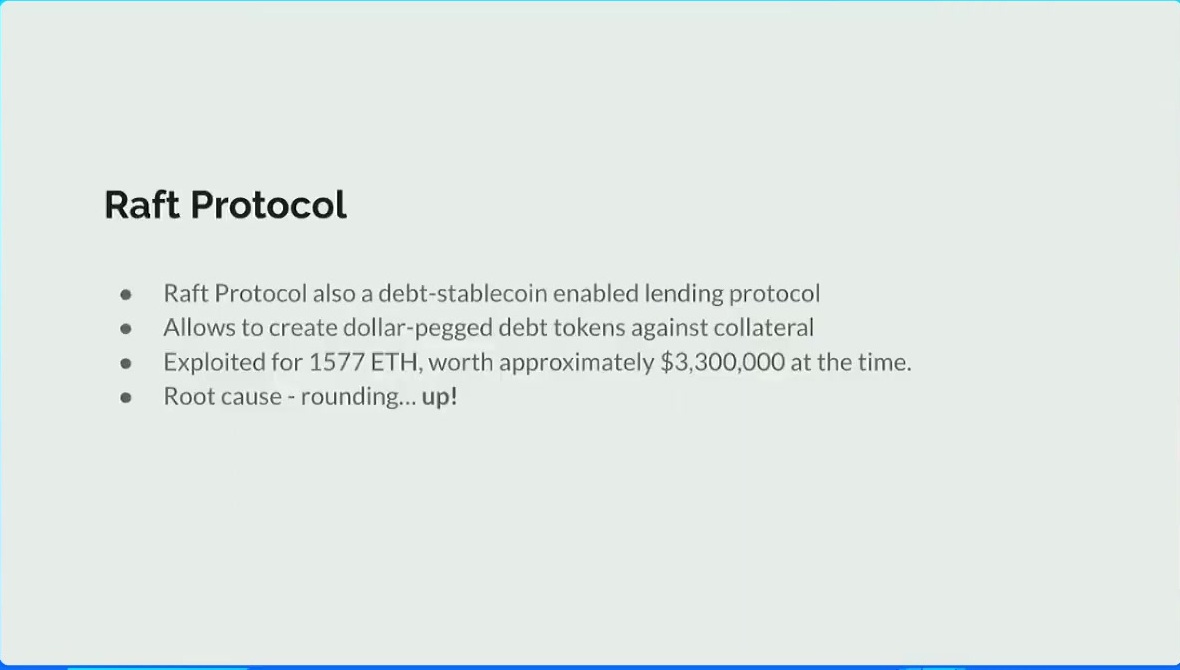 Raft Protocol
● Raft Protocol also a debt-stablecoin enabled lending protocol
● Allows to create dollar-pegged debt tokens against collateral
● Exploited for 1577 ETH, worth approximately $3,300,000 at the time.
● Root cause - rounding... up!